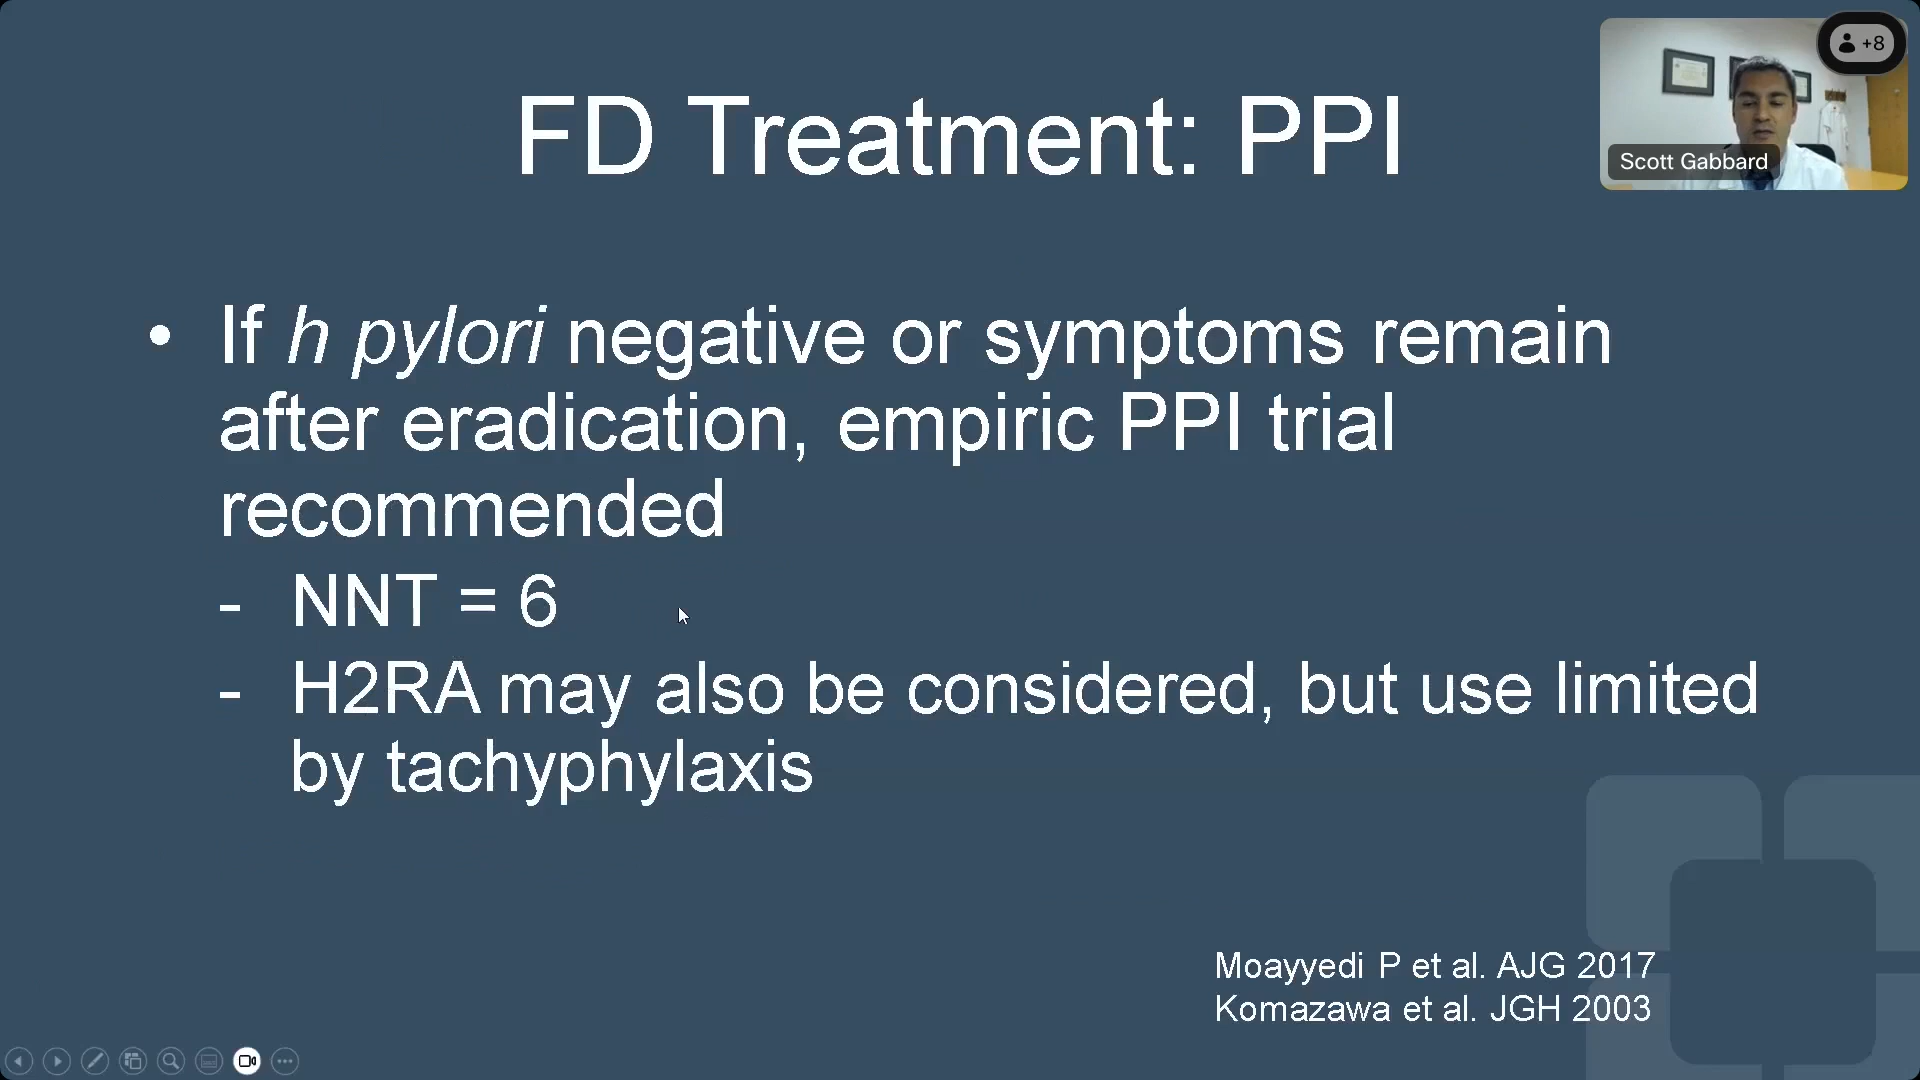 FD Treatment: PPI
+8
Scott Gabbard
• If h pylori negative or symptoms remain
after eradication, empiric PPI trial
recommended
- NNT = 6
- H2RA may also be considered, but use limited
by tachyphylaxis
Moayyedi P et al. AJG 2017
Komazawa et al. JGH 2003